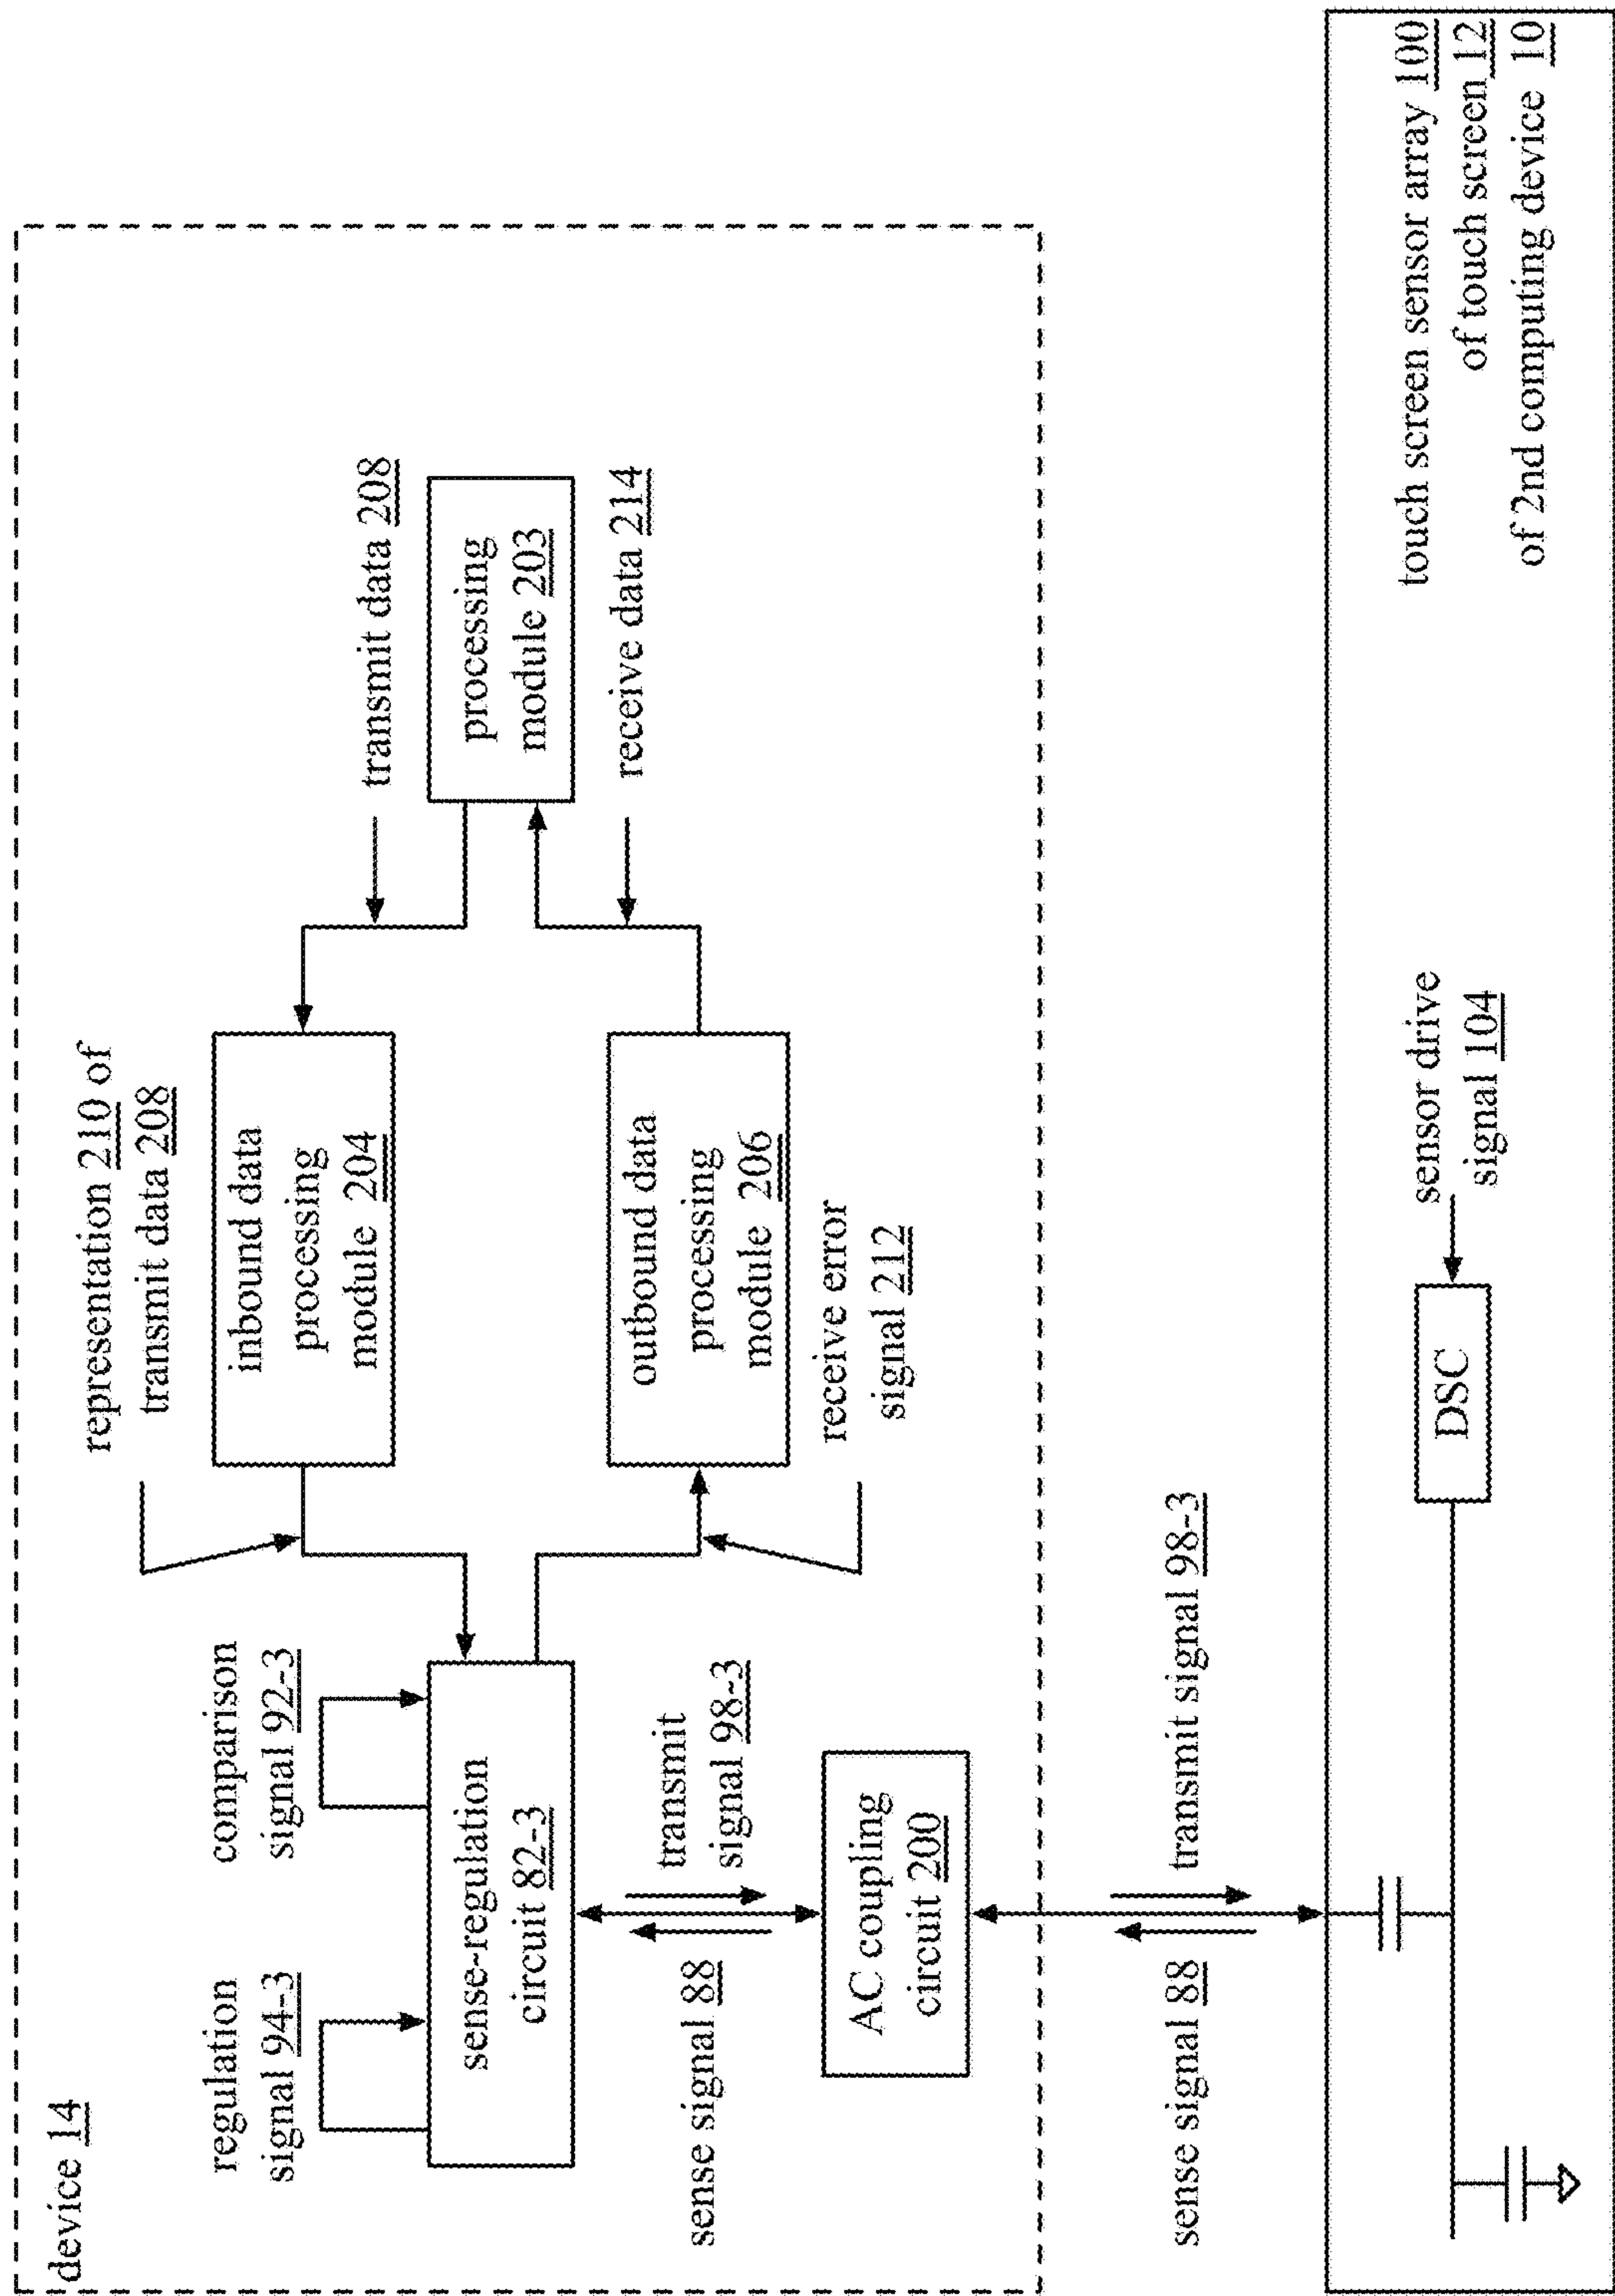 device 14
regulation
signal 94-3
comparison
signal 92-3
representation 210 of
transmit data 208
inbound data
processing
module 204
transmit data 208
sense-regulation
circuit 82-3
processing
module 203
outbound data
processing
module 206
receive data 214
receive error
signal 212
sense signal 88
transmit
signal 98-3
AC coupling
circuit 200
sense signal 88
transmit signal 98-3
DSC
sensor drive
signal 104
touch screen sensor array 100
of touch screen 12
of 2nd computing device 10